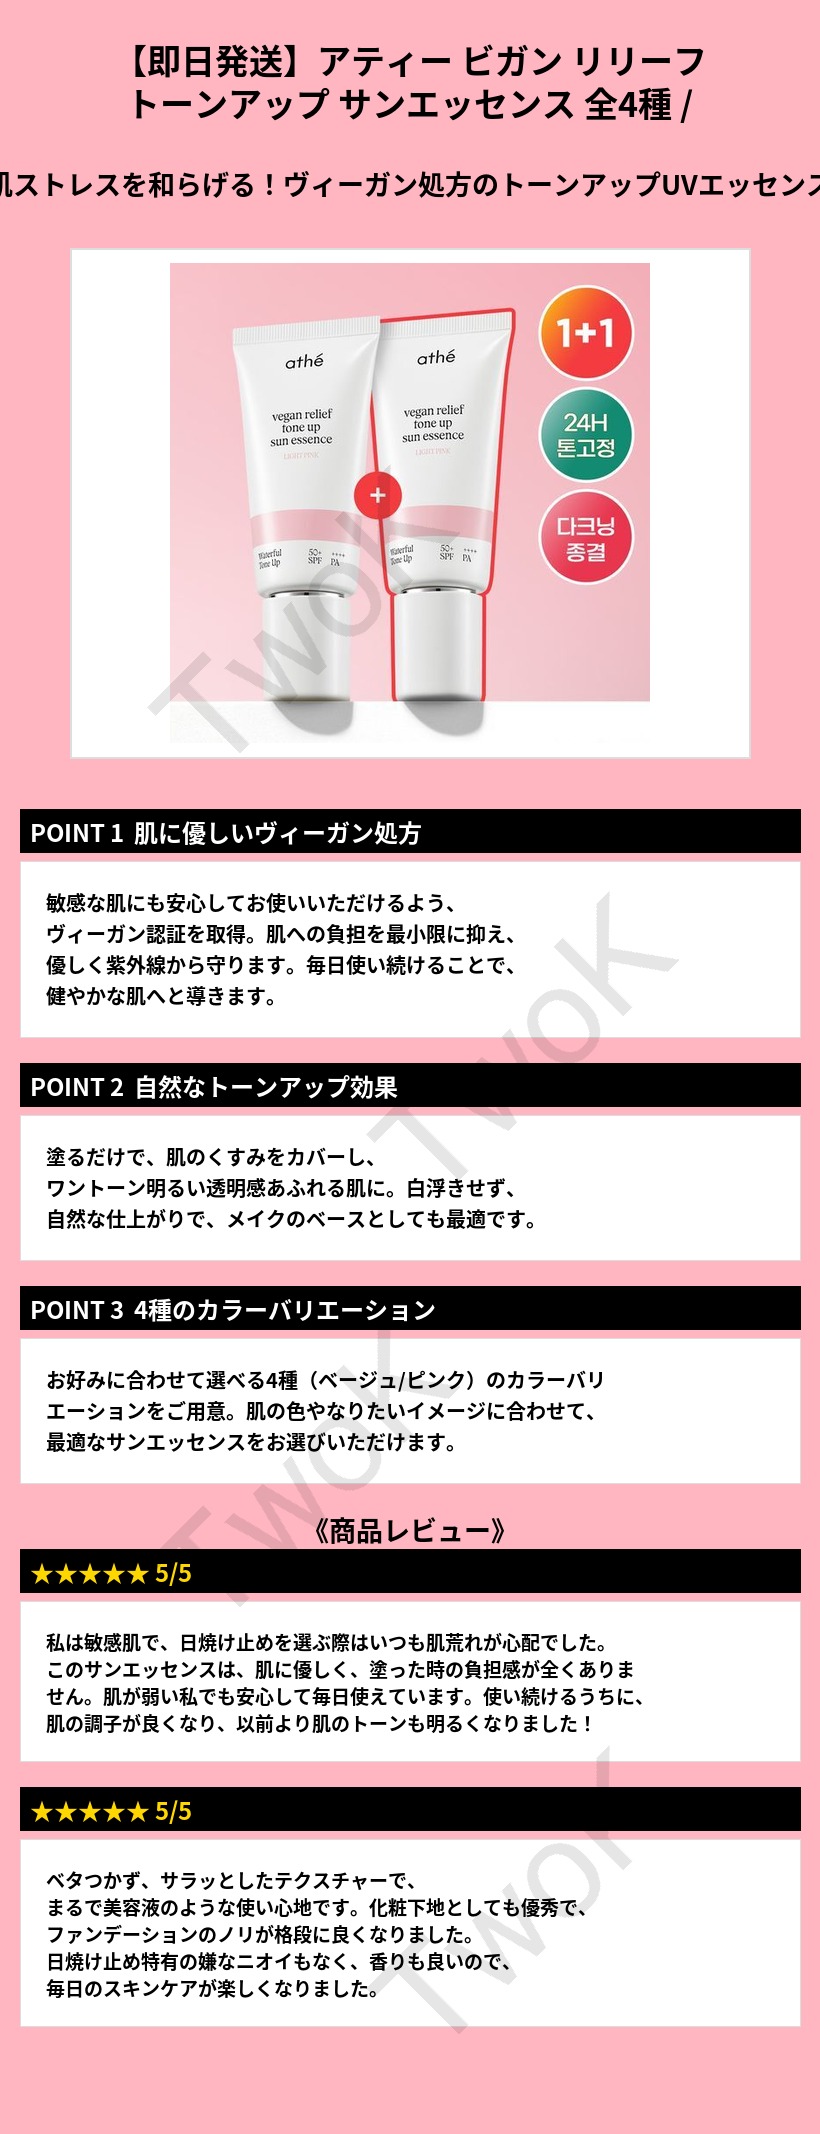 【即日発送】アティー ビガン リリーフ
トーンアップ サンエッセンス 全4種 /
肌ストレスを和らげる！ヴィーガン処方のトーンアップUVエッセンス
athé
vegan relief
tone up
sun essence
LIGHT PINK
Waterful
Tone Up
50+
SPF
++++
PA
athé
vegan relief
tone up
sun essence
LIGHT PINK
Waterful
Tone Up
50+
SPF
++++
PA
+
1+1
24H
톤고정
다크닝
종결
TwoK
POINT 1 肌に優しいヴィーガン処方
敏感な肌にも安心してお使いいただけるよう、
ヴィーガン認証を取得。肌への負担を最小限に抑え、
優しく紫外線から守ります。毎日使い続けることで、
健やかな肌へと導きます。
TwoK
POINT 2 自然なトーンアップ効果
塗るだけで、肌のくすみをカバーし、
ワントーン明るい透明感あふれる肌に。白浮きせず、
自然な仕上がりで、メイクのベースとしても最適です。
POINT 3 4種のカラーバリエーション
お好みに合わせて選べる4種（ベージュ/ピンク）のカラーバリ
エーションをご用意。肌の色やなりたいイメージに合わせて、
最適なサンエッセンスをお選びいただけます。
TwoK
《商品レビュー》
★★★★★ 5/5
私は敏感肌で、日焼け止めを選ぶ際はいつも肌荒れが心配でした。
このサンエッセンスは、肌に優しく、塗った時の負担感が全くありま
せん。肌が弱い私でも安心して毎日使えています。使い続けるうちに、
肌の調子が良くなり、以前より肌のトーンも明るくなりました！
★★★★★ 5/5
ベタつかず、サラッとしたテクスチャーで、
まるで美容液のような使い心地です。化粧下地としても優秀で、
ファンデーションのノリが格段に良くなりました。
日焼け止め特有の嫌なニオイもなく、香りも良いので、
毎日のスキンケアが楽しくなりました。
TwoK